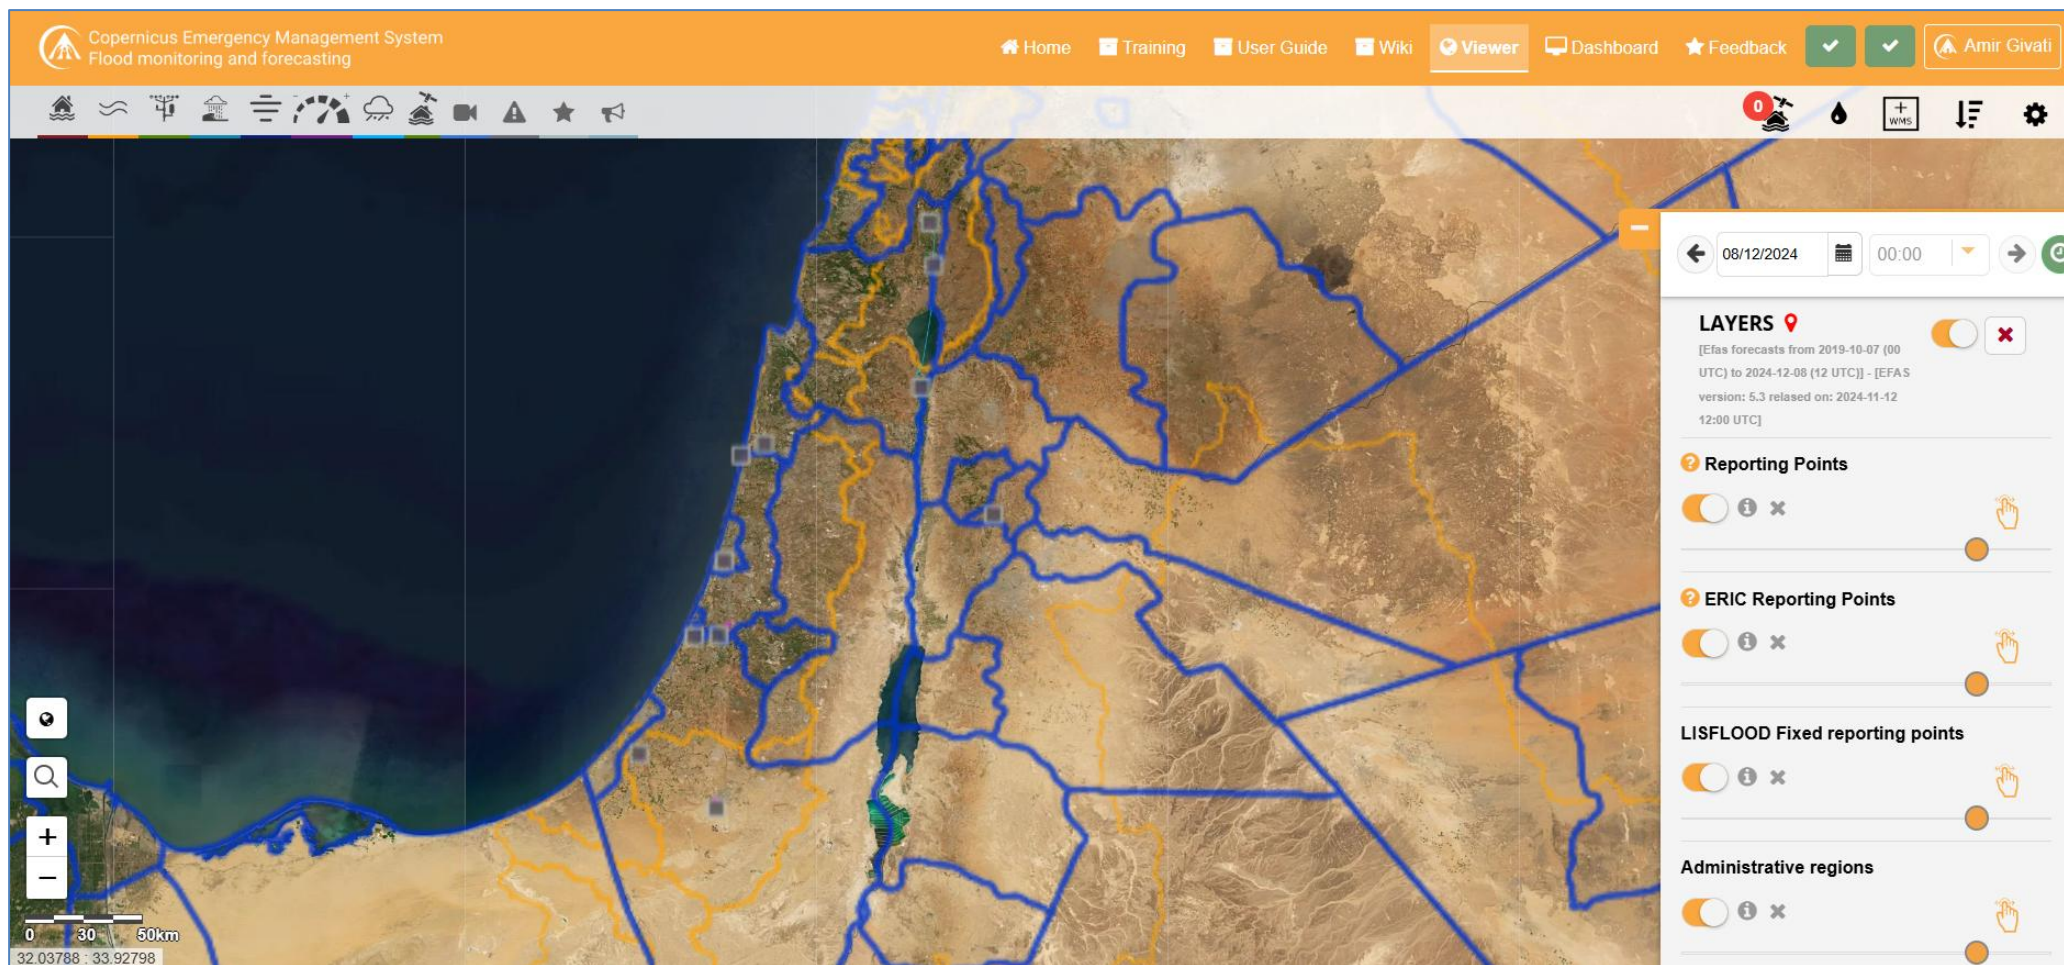 Copernicus Emergency Management System
Flood monitoring and forecasting
Home Training User Guide Wiki Viewer Dashboard Feedback Amir Givati
0
+
WMS
08/12/2024 00:00
LAYERS
[Efas forecasts from 2019-10-07 (00
UTC) to 2024-12-08 (12 UTC)] - [EFAS
version: 5.3 relased on: 2024-11-12
12:00 UTC]
Reporting Points
ERIC Reporting Points
LISFLOOD Fixed reporting points
Administrative regions
+
−
0 30 50km
32.03788 : 33.92798